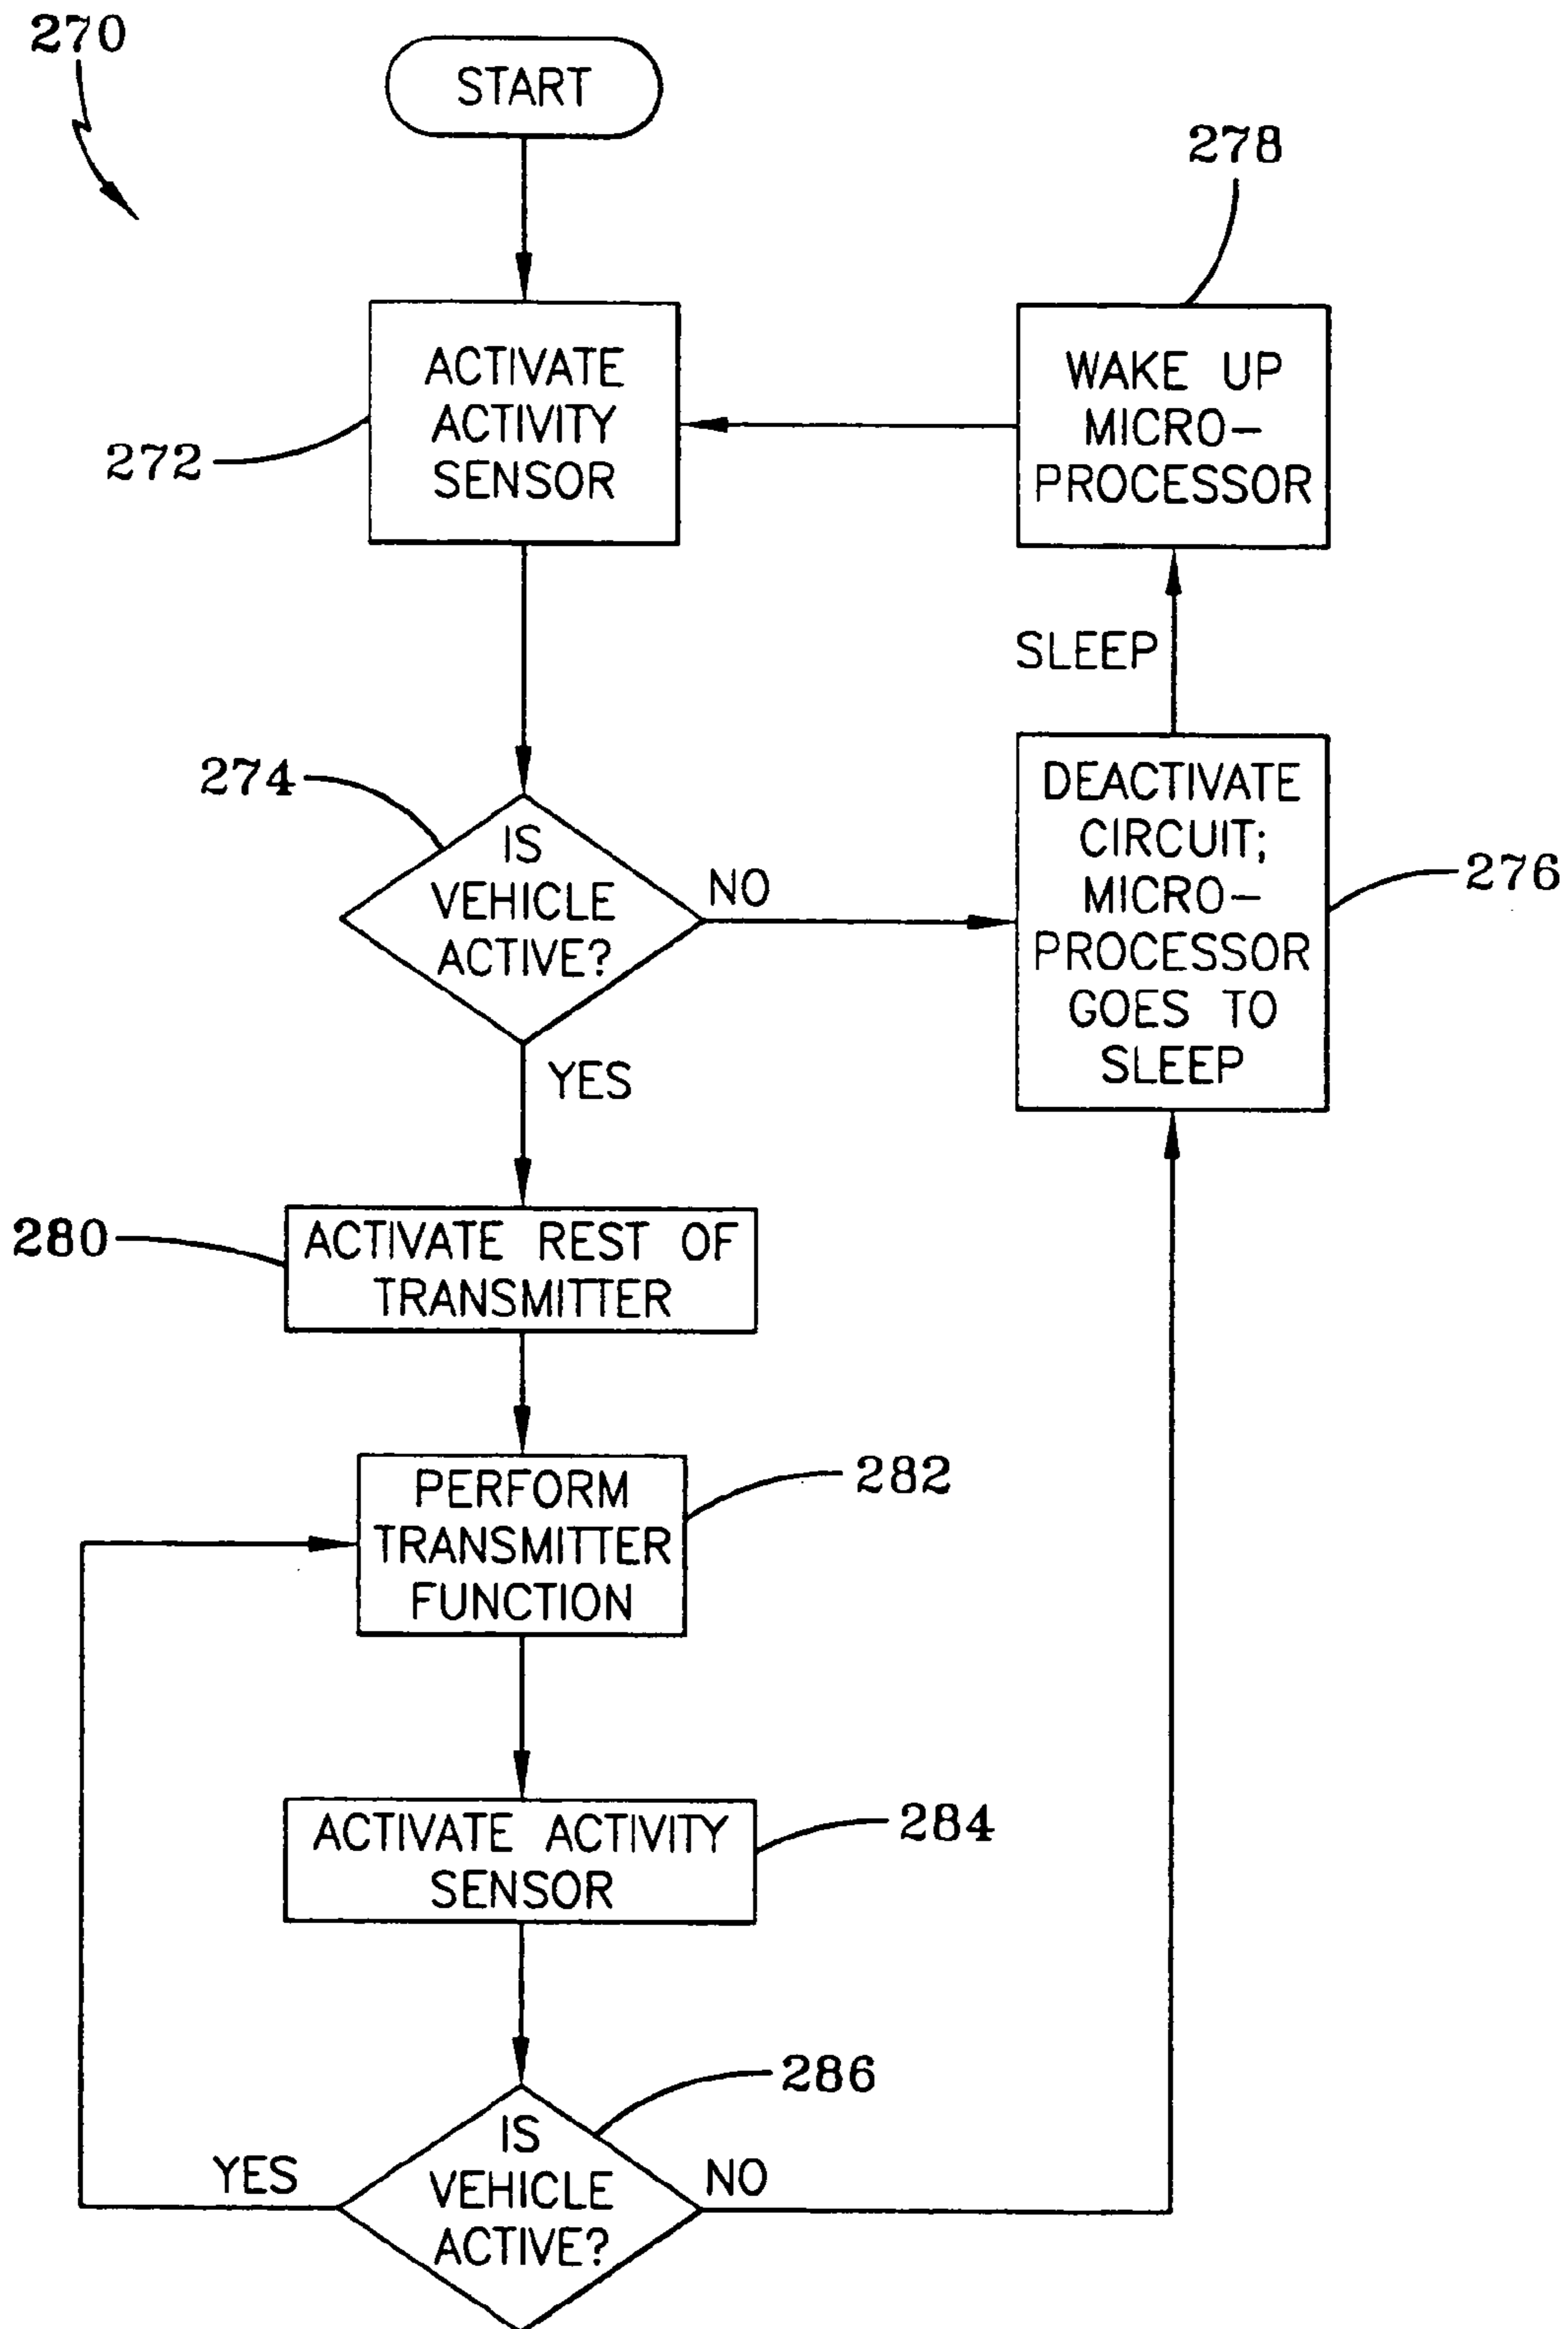 270
START
278
ACTIVATE
ACTIVITY
SENSOR
272
WAKE UP
MICRO-
PROCESSOR
SLEEP
274
IS
VEHICLE
ACTIVE?
NO
YES
DEACTIVATE
CIRCUIT;
MICRO-
PROCESSOR
GOES TO
SLEEP
276
280
ACTIVATE REST OF
TRANSMITTER
PERFORM
TRANSMITTER
FUNCTION
282
ACTIVATE ACTIVITY
SENSOR
284
286
IS
VEHICLE
ACTIVE?
YES
NO